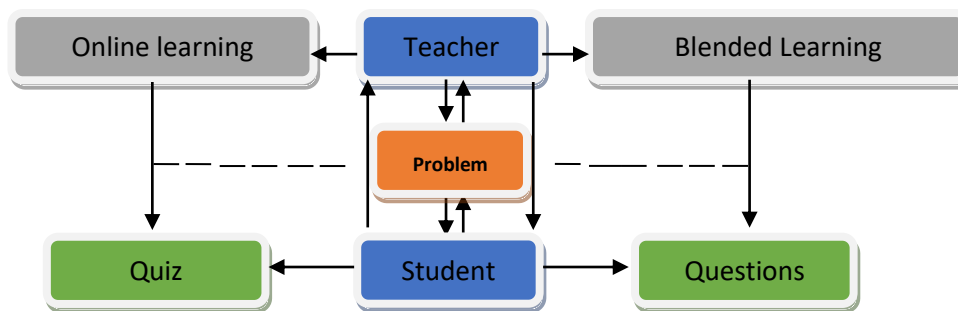 Online learning
Teacher
Blended Learning
Problem
Quiz
Student
Questions